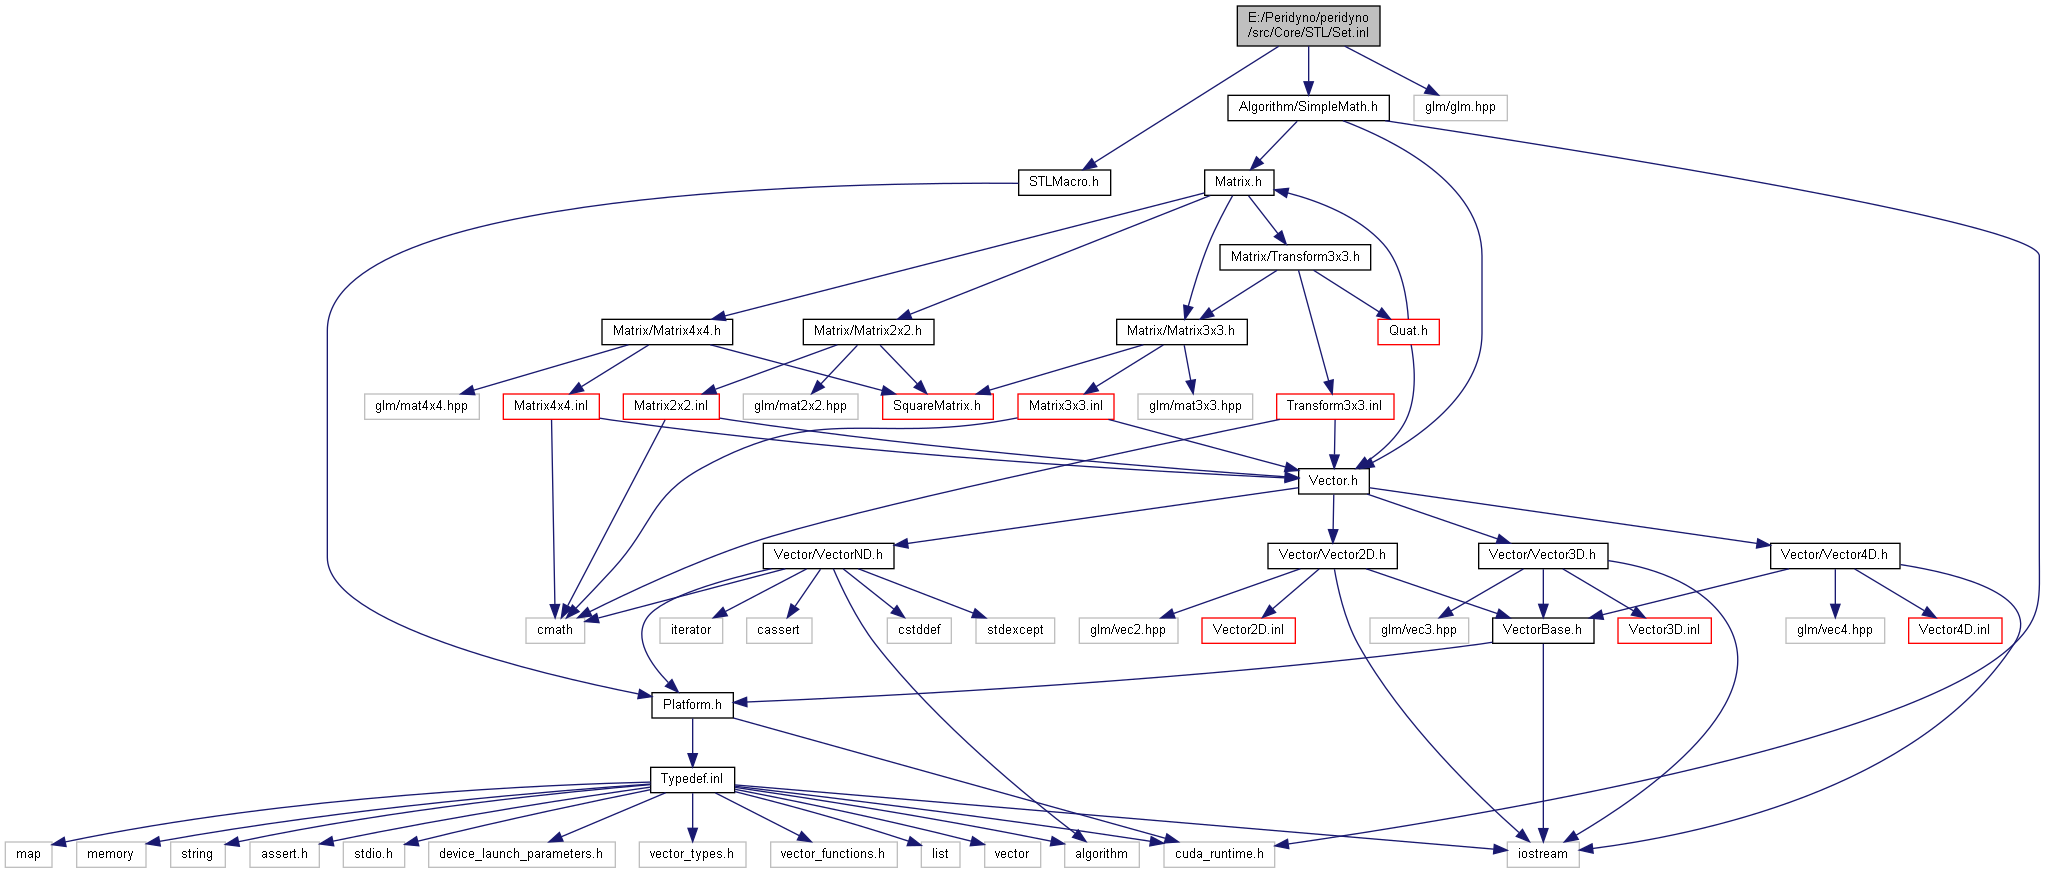 E:/Peridyno/peridyno
/src/Core/STL/Set.inl
Algorithm/SimpleMath.h
glm/glm.hpp
STLMacro.h
Matrix.h
Matrix/Transform3x3.h
Matrix/Matrix4x4.h
Matrix/Matrix2x2.h
Matrix/Matrix3x3.h
Quat.h
glm/mat4x4.hpp
Matrix4x4.inl
Matrix2x2.inl
glm/mat2x2.hpp
SquareMatrix.h
Matrix3x3.inl
glm/mat3x3.hpp
Transform3x3.inl
Vector.h
Vector/VectorND.h
Vector/Vector2D.h
Vector/Vector3D.h
Vector/Vector4D.h
cmath
iterator
cassert
cstddef
stdexcept
glm/vec2.hpp
Vector2D.inl
glm/vec3.hpp
VectorBase.h
Vector3D.inl
glm/vec4.hpp
Vector4D.inl
Platform.h
Typedef.inl
map
memory
string
assert.h
stdio.h
device_launch_parameters.h
vector_types.h
vector_functions.h
list
vector
algorithm
cuda_runtime.h
iostream